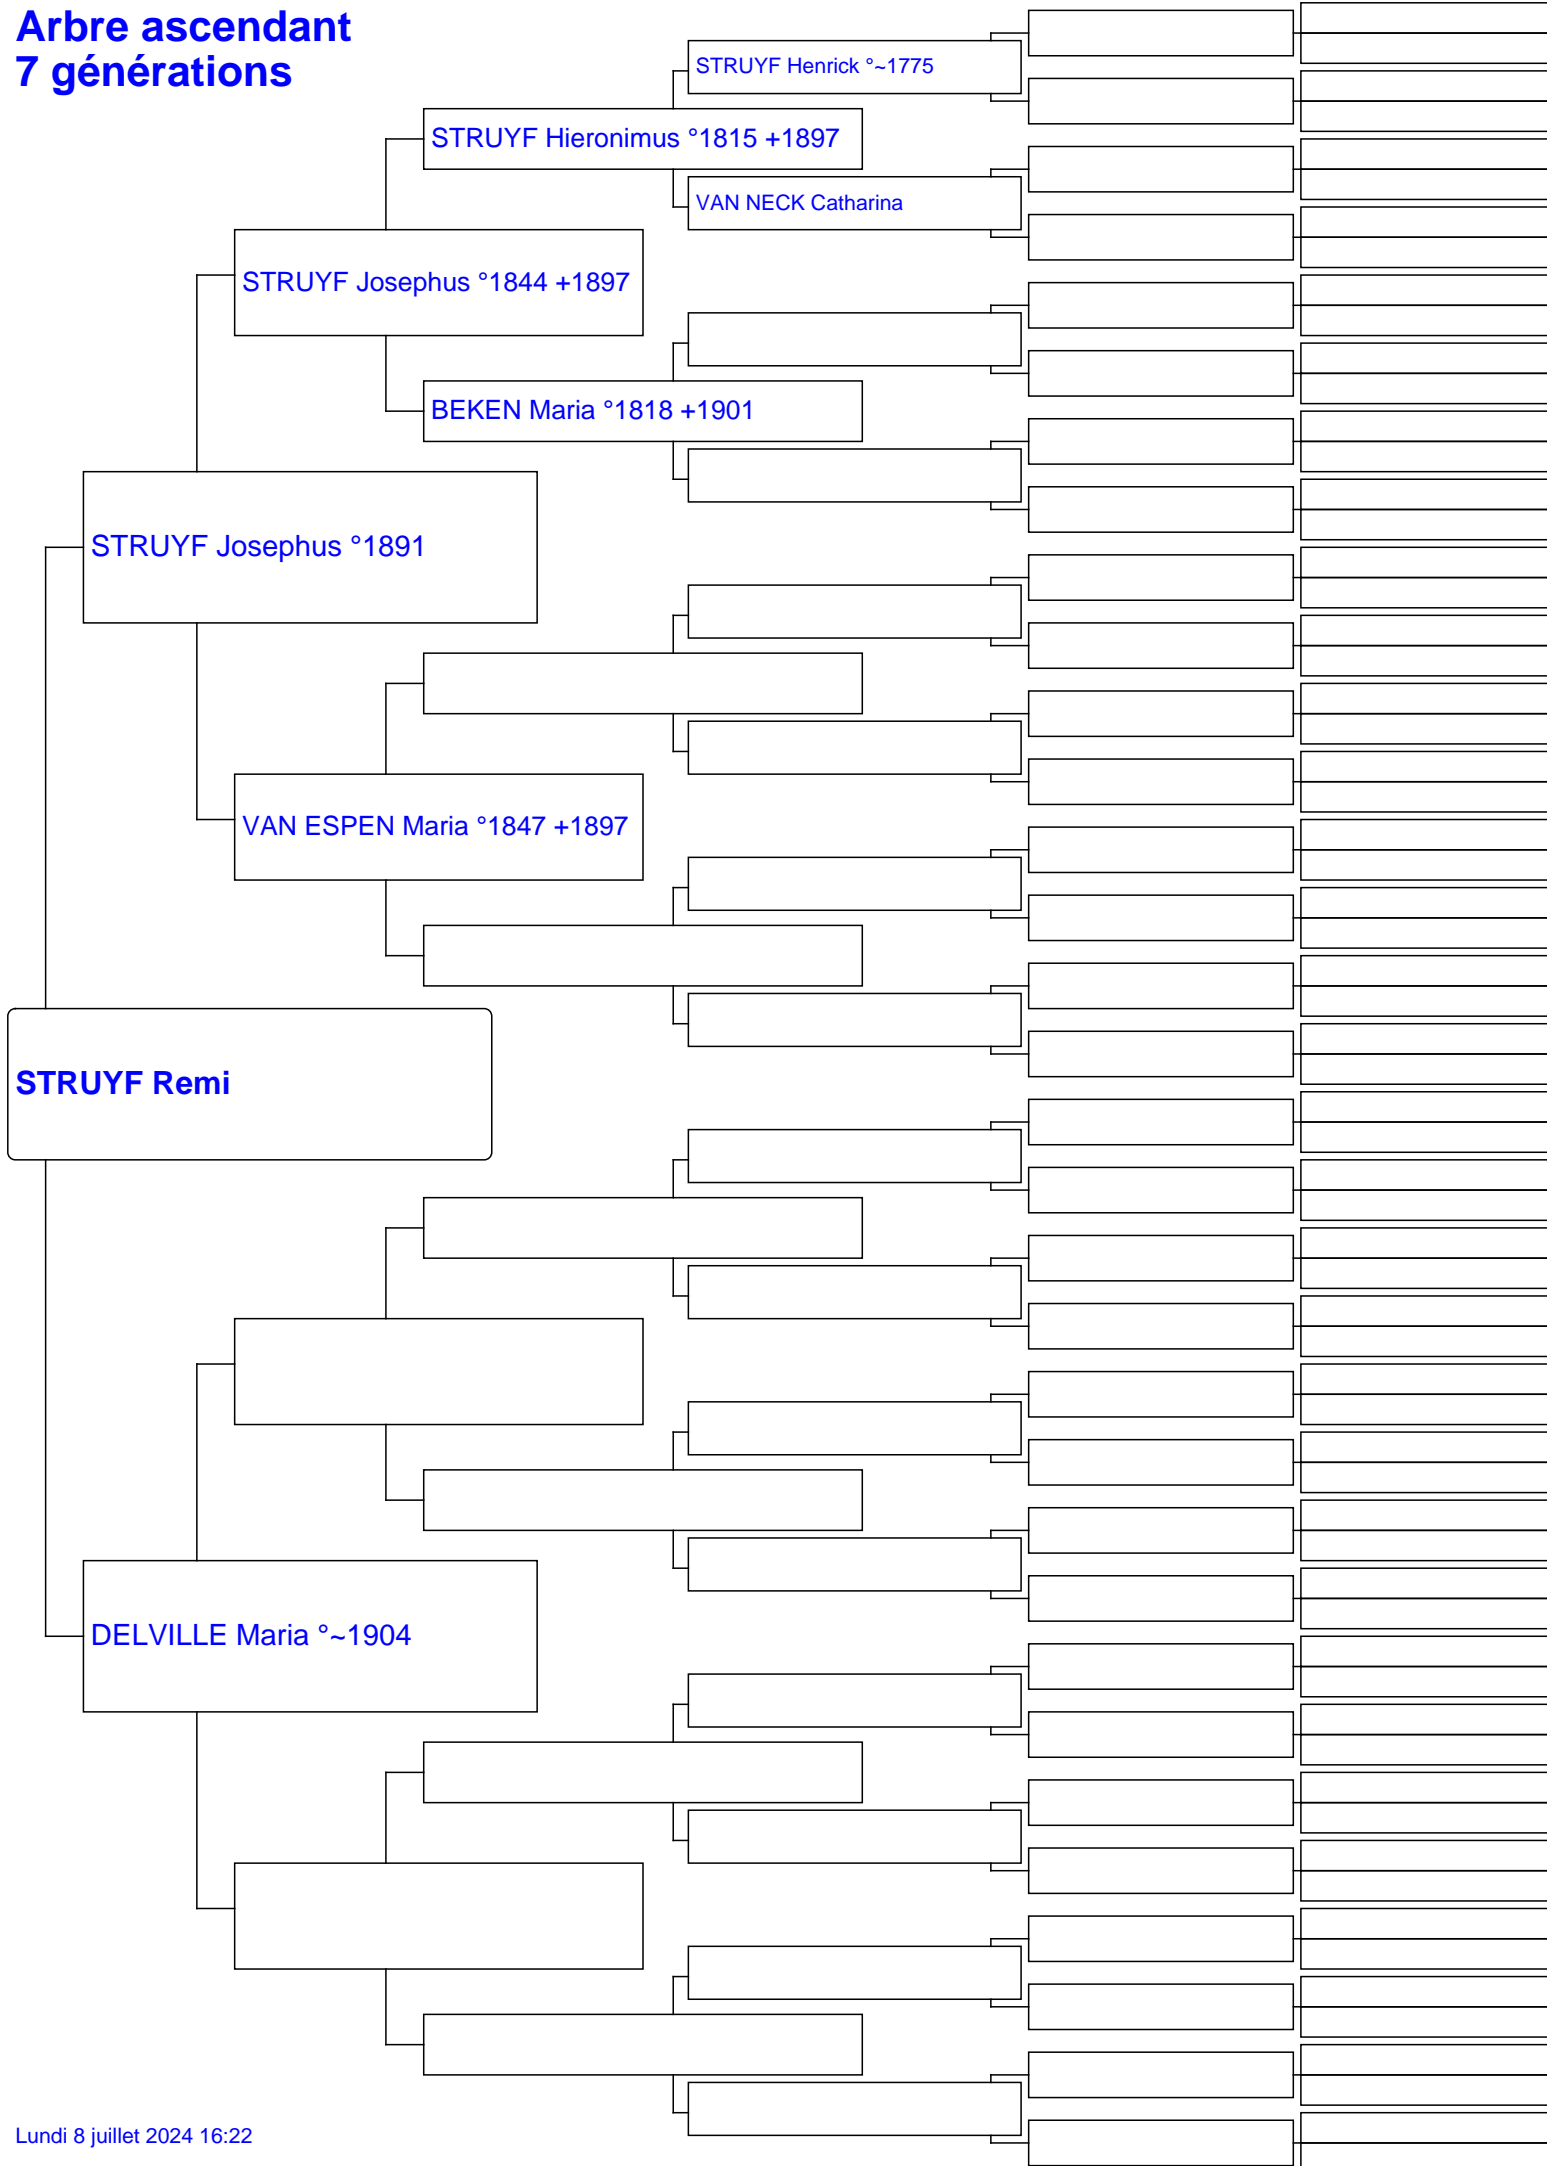 Arbre ascendant
7 générations
STRUYF Henrick °~1775
STRUYF Hieronimus °1815 +1897
VAN NECK Catharina
STRUYF Josephus °1844 +1897
BEKEN Maria °1818 +1901
STRUYF Josephus °1891
VAN ESPEN Maria °1847 +1897
STRUYF Remi
DELVILLE Maria °~1904
Lundi 8 juillet 2024 16:22